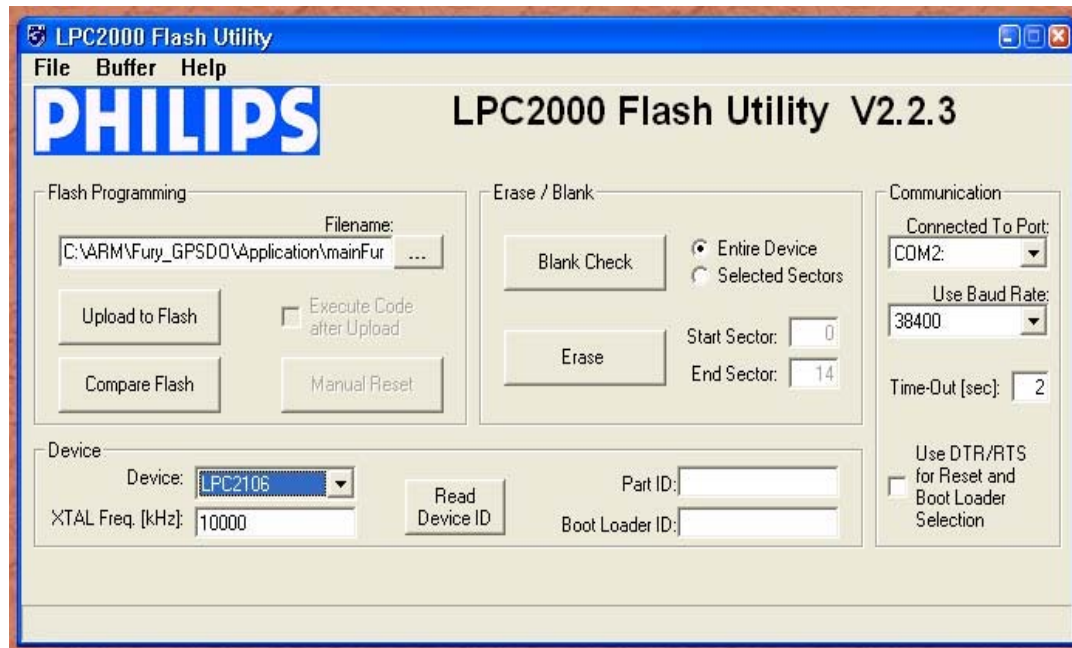 LPC2000 Flash Utility
File Buffer Help
PHILIPS
LPC2000 Flash Utility V2.2.3
Flash Programming
Filename:
C:\ARM\Fury_GPSDO\Application\mainFur
...
Upload to Flash
Execute Code
after Upload
Compare Flash
Manual Reset
Erase / Blank
Blank Check
Entire Device
Selected Sectors
Erase
Start Sector: 0
End Sector: 14
Communication
Connected To Port:
COM2:
Use Baud Rate:
38400
Time-Out [sec]: 2
Use DTR/RTS
for Reset and
Boot Loader
Selection
Device
Device: LPC2106
XTAL Freq. [kHz]: 10000
Read
Device ID
Part ID:
Boot Loader ID: